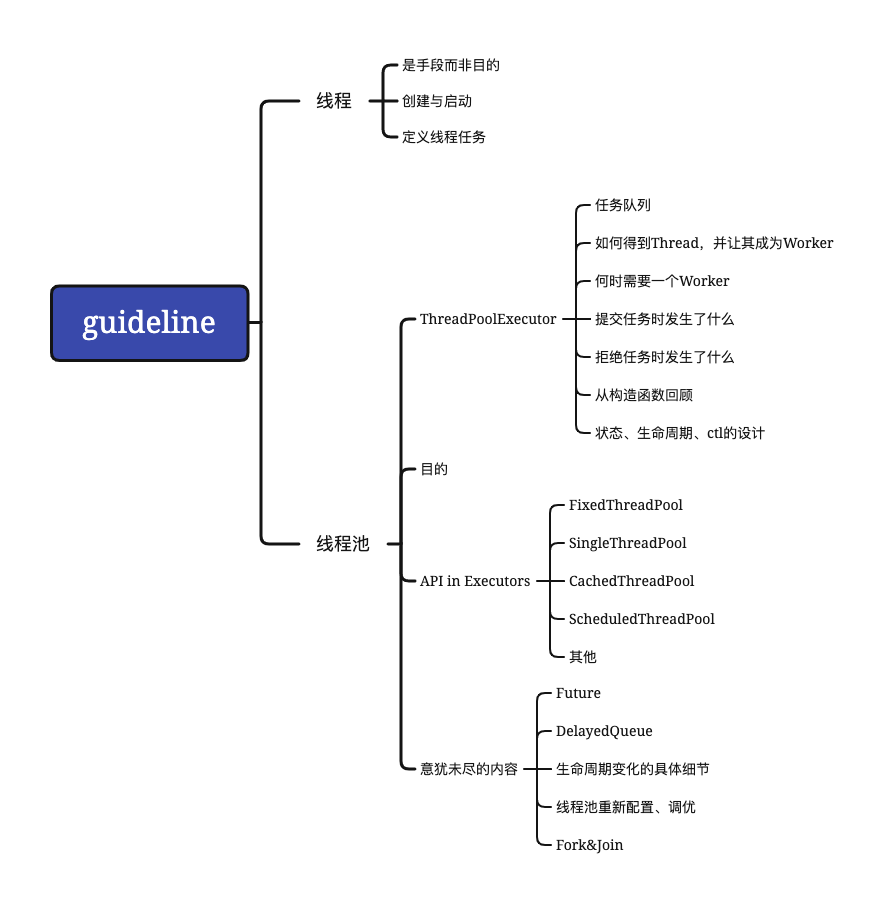 guideline
线程
是手段而非目的
创建与启动
定义线程任务
线程池
ThreadPoolExecutor
任务队列
如何得到Thread，并让其成为Worker
何时需要一个Worker
提交任务时发生了什么
拒绝任务时发生了什么
从构造函数回顾
状态、生命周期、ctl的设计
目的
API in Executors
FixedThreadPool
SingleThreadPool
CachedThreadPool
ScheduledThreadPool
其他
意犹未尽的内容
Future
DelayedQueue
生命周期变化的具体细节
线程池重新配置、调优
Fork&Join